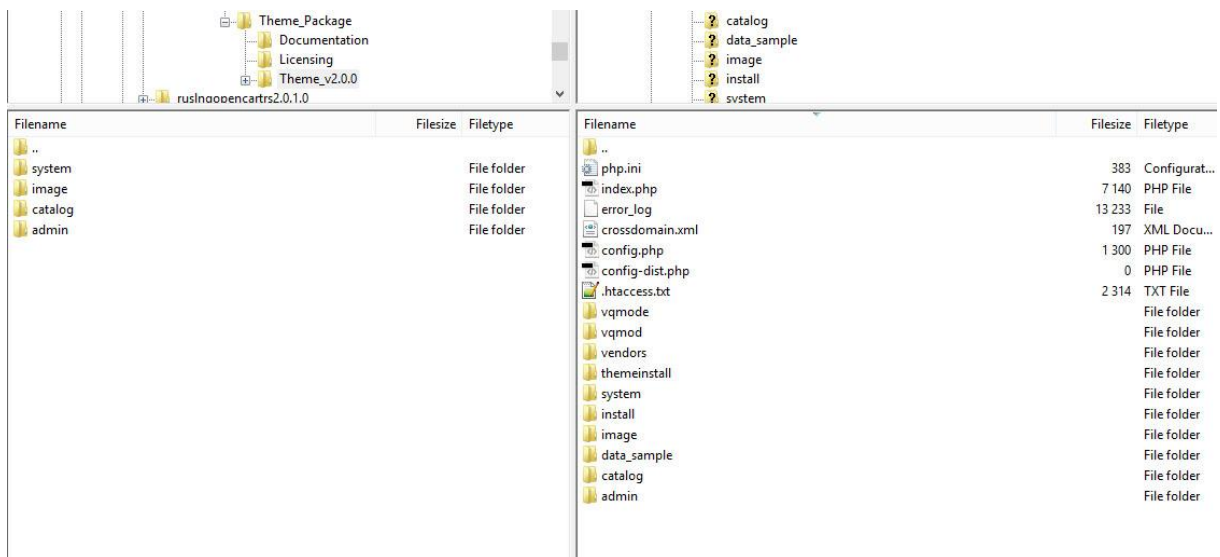 Theme_Package
Documentation
Licensing
Theme_v2.0.0
ruslngopencartrs2.0.1.0
catalog
data_sample
image
install
system
Filename Filesize Filetype
..
system File folder
image File folder
catalog File folder
admin File folder
Filename Filesize Filetype
..
php.ini 383 Configurat...
index.php 7 140 PHP File
error_log 13 233 File
crossdomain.xml 197 XML Docu...
config.php 1 300 PHP File
config-dist.php 0 PHP File
.htaccess.txt 2 314 TXT File
vqmode File folder
vqmod File folder
vendors File folder
themeinstall File folder
system File folder
install File folder
image File folder
data_sample File folder
catalog File folder
admin File folder